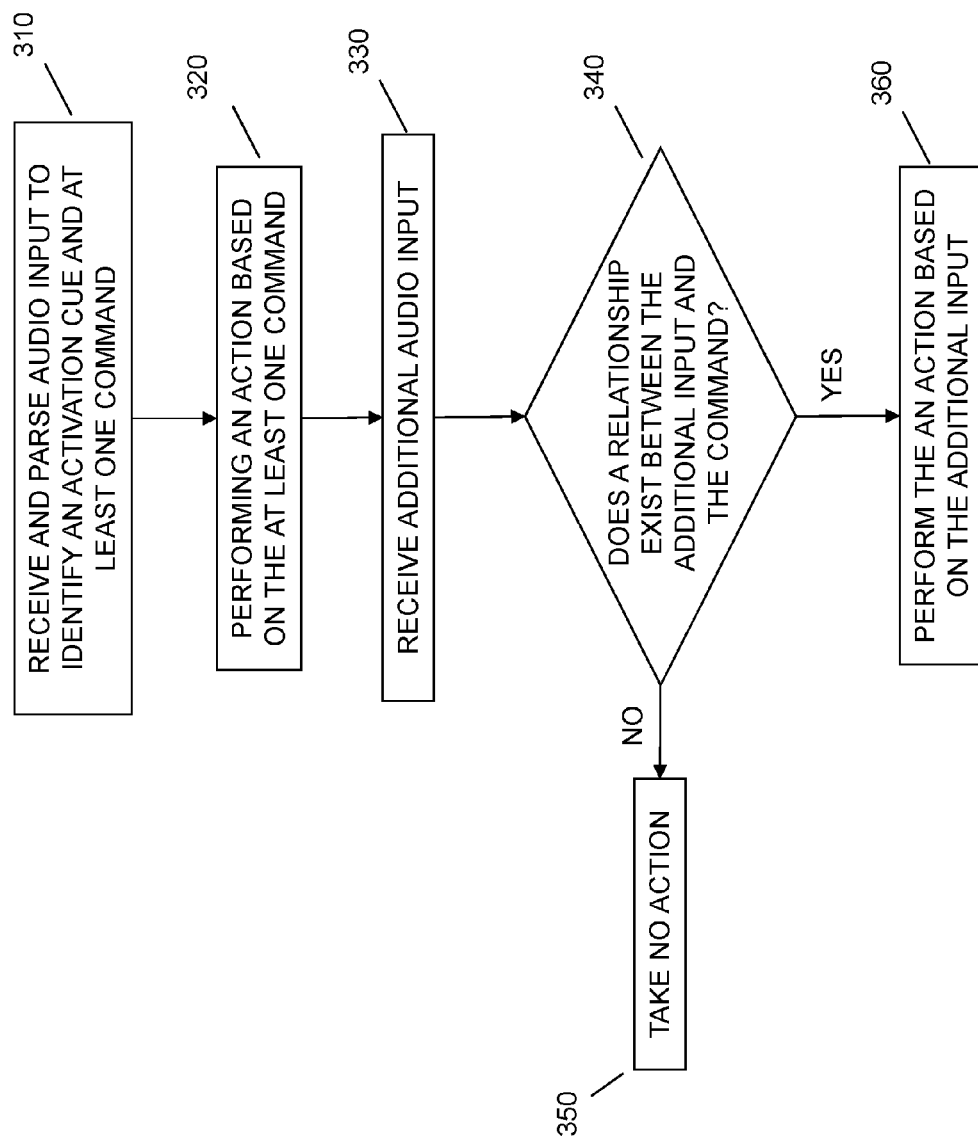 RECEIVE AND PARSE AUDIO INPUT TO
IDENTIFY AN ACTIVATION CUE AND AT
LEAST ONE COMMAND
310
PERFORMING AN ACTION BASED
ON THE AT LEAST ONE COMMAND
320
RECEIVE ADDITIONAL AUDIO INPUT
330
DOES A RELATIONSHIP
EXIST BETWEEN THE
ADDITIONAL INPUT AND
THE COMMAND?
340
NO
TAKE NO ACTION
350
YES
PERFORM THE AN ACTION BASED
ON THE ADDITIONAL INPUT
360